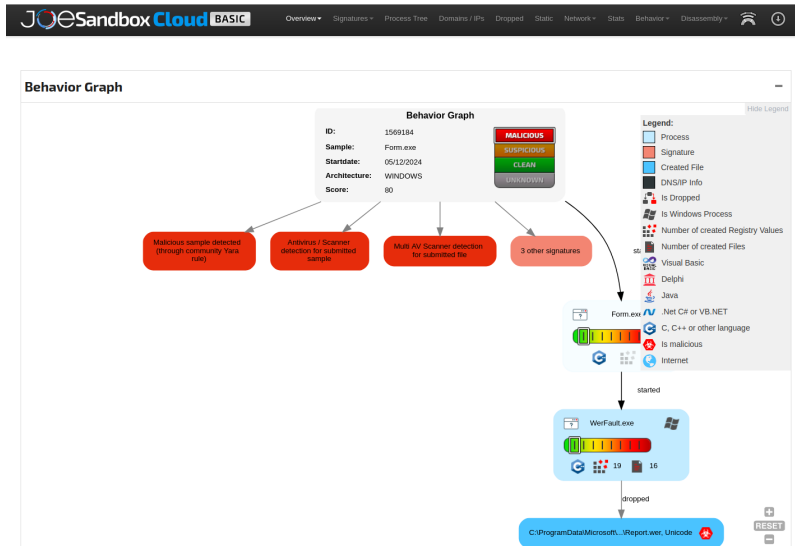 JOeSandbox Cloud BASIC
Overview Signatures Process Tree Domains / IPs Dropped Static Network Stats Behavior Disassembly
Behavior Graph
Hide Legend
Behavior Graph
ID: 1569184
Sample: Form.exe
Startdate: 05/12/2024
Architecture: WINDOWS
Score: 80
MALICIOUS
SUSPICIOUS
CLEAN
UNKNOWN
Legend:
Process
Signature
Created File
DNS/IP Info
Is Dropped
Is Windows Process
Number of created Registry Values
Number of created Files
Visual Basic
Delphi
Java
.Net C# or VB.NET
C, C++ or other language
Is malicious
Internet
Malicious sample detected
(through community Yara
rule)
Antivirus / Scanner
detection for submitted
sample
Multi AV Scanner detection
for submitted file
3 other signatures
Form.exe
started
WerFault.exe
19 16
dropped
C:\ProgramData\Microsoft\...\Report.wer, Unicode
RESET